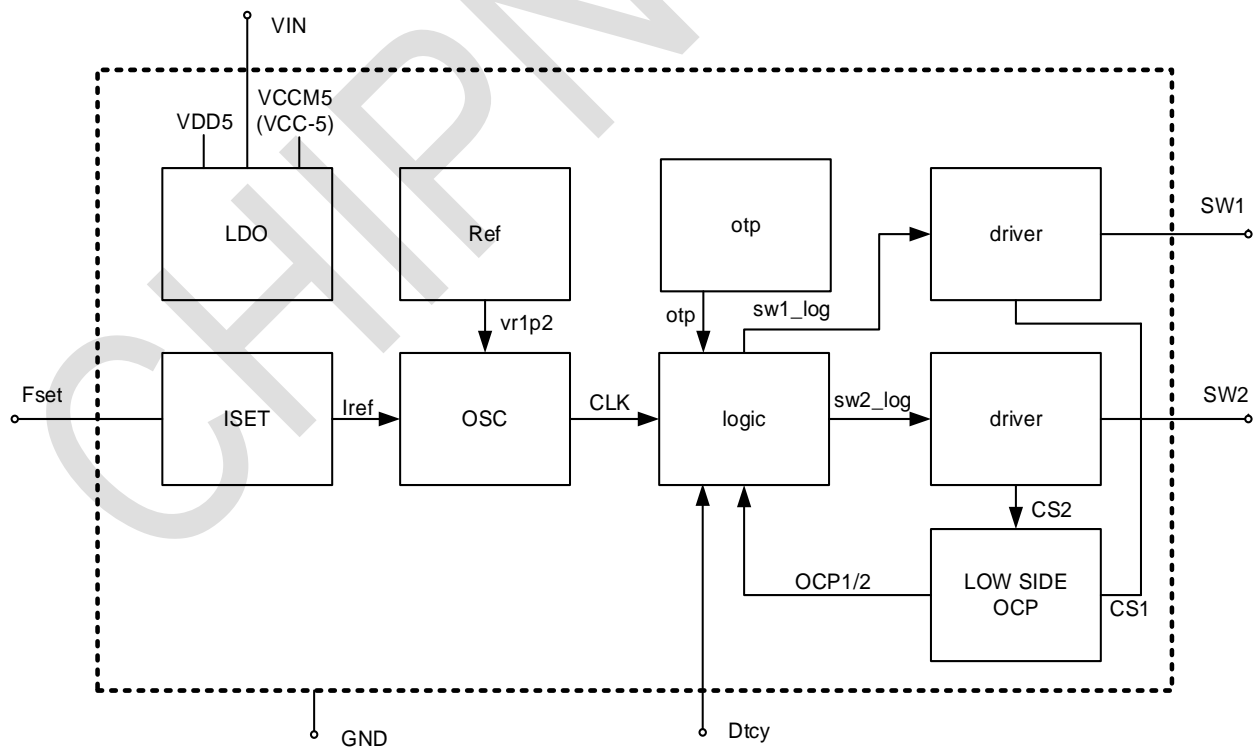 VIN
VDD5
VCCM5
(VCC-5)
LDO
Ref
otp
driver
SW1
vr1p2
otp
sw1_log
Fset
ISET
Iref
OSC
CLK
logic
sw2_log
driver
SW2
CS2
OCP1/2
LOW SIDE
OCP
CS1
GND
Dtcy
CHIPN